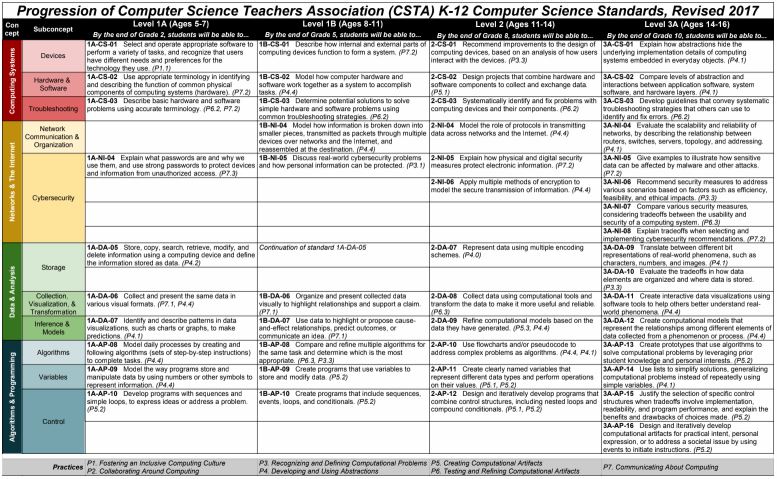 Progression of Computer Science Teachers Association (CSTA) K-12 Computer Science Standards, Revised 2017
Con cept
Subconcept
Level 1A (Ages 5-7)
By the end of Grade 2, students will be able to...
Level 1B (Ages 8-11)
By the end of Grade 5, students will be able to...
Level 2 (Ages 11-14)
By the end of Grade 8, students will be able to...
Level 3A (Ages 14-16)
By the end of Grade 10, students will be able to...
Computing Systems
Devices
1A-CS-01 Select and operate appropriate software to
perform a variety of tasks, and recognize that users
have different needs and preferences for the
technology they use. (P1.1)
1B-CS-01 Describe how internal and external parts of
computing devices function to form a system. (P7.2)
2-CS-01 Recommend improvements to the design of
computing devices, based on an analysis of how
users interact with the devices. (P3.3)
3A-CS-01 Explain how abstractions hide the
underlying implementation details of computing
systems embedded in everyday objects. (P4.1)
Hardware &
Software
1A-CS-02 Use appropriate terminology in identifying
and describing the function of common physical
components of computing systems (hardware). (P7.2)
1B-CS-02 Model how computer hardware and
software work together as a system to accomplish
tasks. (P4.4)
2-CS-02 Design projects that combine hardware and
software components to collect and exchange data.
(P5.1)
3A-CS-02 Compare levels of abstraction and
interactions between application software, system
software, and hardware layers. (P4.1)
Troubleshooting
1A-CS-03 Describe basic hardware and software
problems using accurate terminology. (P6.2, P7.2)
1B-CS-03 Determine potential solutions to solve
simple hardware and software problems using
common troubleshooting strategies. (P6.2)
2-CS-03 Systematically identify and fix problems with
computing devices and their components. (P6.2)
3A-CS-03 Develop guidelines that convey systematic
troubleshooting strategies that others can use to
identify and fix errors. (P6.2)
Networks & The Internet
Network
Communication &
Organization
1B-NI-04 Model how information is broken down into
smaller pieces, transmitted as packets through multiple
devices over networks and the Internet, and
reassembled at the destination. (P4.4)
2-NI-04 Model the role of protocols in transmitting
data across networks and the Internet. (P4.4)
3A-NI-04 Evaluate the scalability and reliability of
networks, by describing the relationship between
routers, switches, servers, topology, and addressing.
(P4.1)
Cybersecurity
1A-NI-04 Explain what passwords are and why we
use them, and use strong passwords to protect devices
and information from unauthorized access. (P7.3)
1B-NI-05 Discuss real-world cybersecurity problems
and how personal information can be protected. (P3.1)
2-NI-05 Explain how physical and digital security
measures protect electronic information. (P7.2)
3A-NI-05 Give examples to illustrate how sensitive
data can be affected by malware and other attacks.
(P7.2)
2-NI-06 Apply multiple methods of encryption to
model the secure transmission of information. (P4.4)
3A-NI-06 Recommend security measures to address
various scenarios based on factors such as efficiency,
feasibility, and ethical impacts. (P3.3)
3A-NI-07 Compare various security measures,
considering tradeoffs between the usability and
security of a computing system. (P6.3)
3A-NI-08 Explain tradeoffs when selecting and
implementing cybersecurity recommendations. (P7.2)
Data & Analysis
Storage
1A-DA-05 Store, copy, search, retrieve, modify, and
delete information using a computing device and define
the information stored as data. (P4.2)
Continuation of standard 1A-DA-05
2-DA-07 Represent data using multiple encoding
schemes. (P4.0)
3A-DA-09 Translate between different bit
representations of real-world phenomena, such as
characters, numbers, and images. (P4.1)
3A-DA-10 Evaluate the tradeoffs in how data
elements are organized and where data is stored.
(P3.3)
Collection,
Visualization, &
Transformation
1A-DA-06 Collect and present the same data in
various visual formats. (P7.1, P4.4)
1B-DA-06 Organize and present collected data
visually to highlight relationships and support a claim.
(P7.1)
2-DA-08 Collect data using computational tools and
transform the data to make it more useful and reliable.
(P6.3)
3A-DA-11 Create interactive data visualizations using
software tools to help others better understand real-
world phenomena. (P4.4)
Inference &
Models
1A-DA-07 Identify and describe patterns in data
visualizations, such as charts or graphs, to make
predictions. (P4.1)
1B-DA-07 Use data to highlight or propose cause-
and-effect relationships, predict outcomes, or
communicate an idea. (P7.1)
2-DA-09 Refine computational models based on the
data they have generated. (P5.3, P4.4)
3A-DA-12 Create computational models that
represent the relationships among different elements of
data collected from a phenomenon or process. (P4.4)
Algorithms & Programming
Algorithms
1A-AP-08 Model daily processes by creating and
following algorithms (sets of step-by-step instructions) to
complete tasks. (P4.4)
1B-AP-08 Compare and refine multiple algorithms for
the same task and determine which is the most
appropriate. (P6.3, P3.3)
2-AP-10 Use flowcharts and/or pseudocode to
address complex problems as algorithms. (P4.4, P4.1)
3A-AP-13 Create prototypes that use algorithms to
solve computational problems by leveraging prior
student knowledge and personal interests. (P5.2)
Variables
1A-AP-09 Model the way programs store and
manipulate data by using numbers or other symbols to
represent information. (P4.4)
1B-AP-09 Create programs that use variables to
store and modify data. (P5.2)
2-AP-11 Create clearly named variables that
represent different data types and perform operations
on their values. (P5.1, P5.2)
3A-AP-14 Use lists to simplify solutions, generalizing
computational problems instead of repeatedly using
simple variables. (P4.1)
Control
1A-AP-10 Develop programs with sequences and
simple loops, to express ideas or address a problem.
(P5.2)
1B-AP-10 Create programs that include sequences,
events, loops, and conditionals. (P5.2)
2-AP-12 Design and iteratively develop programs that
combine control structures, including nested loops and
compound conditionals. (P5.1, P5.2)
3A-AP-15 Justify the selection of specific control
structures when tradeoffs involve implementation,
readability, and program performance, and explain the
benefits and drawbacks of choices made. (P5.2)
3A-AP-16 Design and iteratively develop
computational artifacts for practical intent, personal
expression, or to address a societal issue by using
events to initiate instructions. (P5.2)
Practices
P1. Fostering an Inclusive Computing Culture
P2. Collaborating Around Computing
P3. Recognizing and Defining Computational Problems
P4. Developing and Using Abstractions
P5. Creating Computational Artifacts
P6. Testing and Refining Computational Artifacts
P7. Communicating About Computing